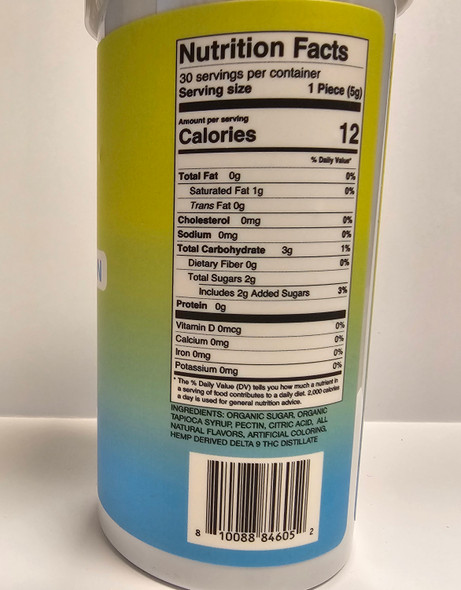 Nutrition Facts
30 servings per container
Serving size 1 Piece (5g)
Amount per serving
Calories 12
% Daily Value*
Total Fat 0g 0%
Saturated Fat 1g 0%
Trans Fat 0g
Cholesterol 0mg 0%
Sodium 0mg 0%
Total Carbohydrate 3g 1%
Dietary Fiber 0g 0%
Total Sugars 2g
Includes 2g Added Sugars 3%
Protein 0g
Vitamin D 0mcg 0%
Calcium 0mg 0%
Iron 0mg 0%
Potassium 0mg 0%
* The % Daily Value (DV) tells you how much a nutrient in
a serving of food contributes to a daily diet. 2,000 calories
a day is used for general nutrition advice.
INGREDIENTS: ORGANIC SUGAR, ORGANIC
TAPIOCA SYRUP, PECTIN, CITRIC ACID, ALL
NATURAL FLAVORS, ARTIFICIAL COLORING,
HEMP DERIVED DELTA 9 THC DISTILLATE
8 10088 84605 2